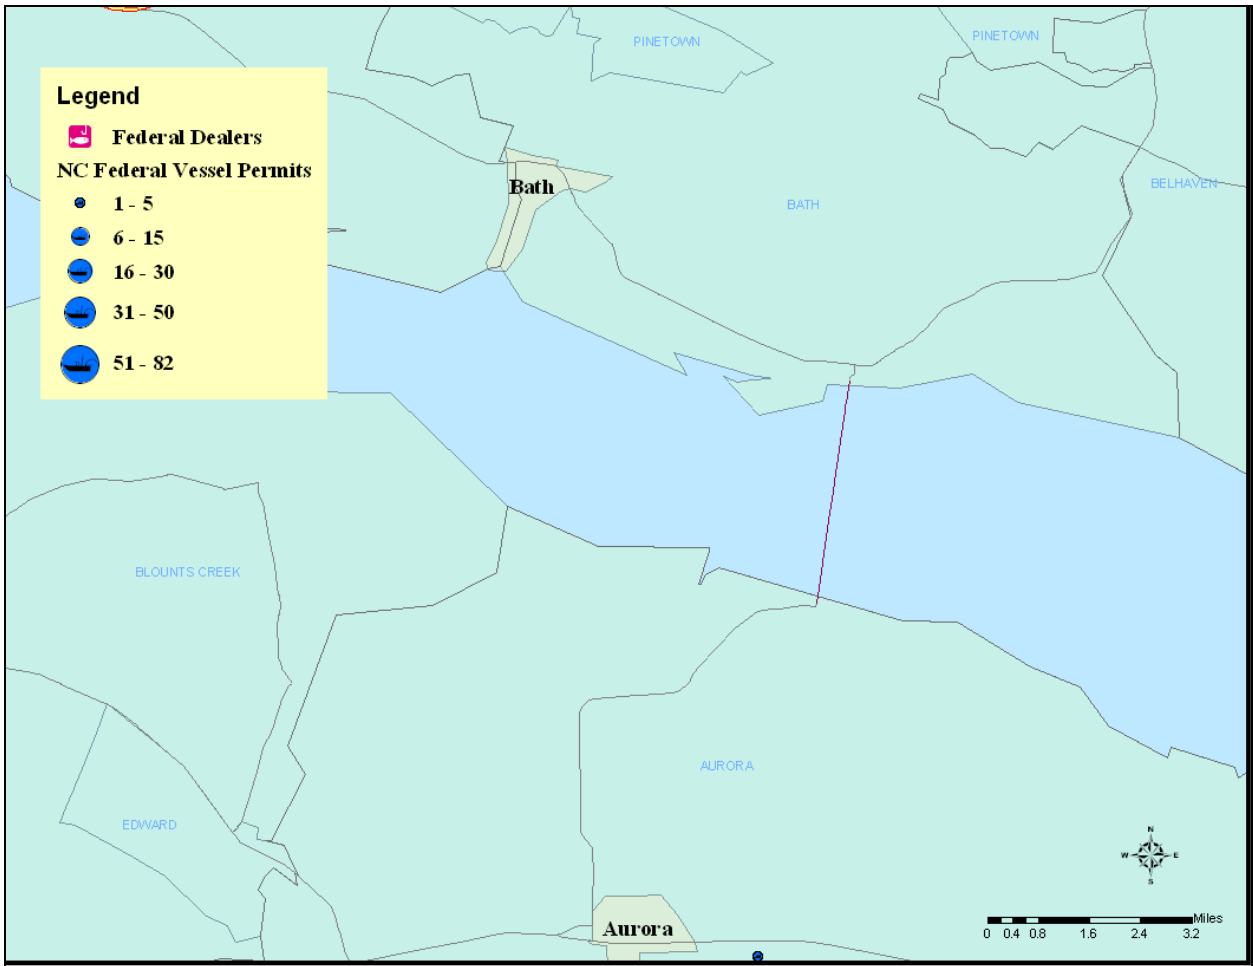 PINETOWN
PINETOWN
Legend
Federal Dealers
NC Federal Vessel Permits
1 - 5
6 - 15
16 - 30
31 - 50
51 - 82
Bath
BATH
BELHAVEN
BLOUNTS CREEK
AURORA
EDWARD
N
W E
S
Aurora
Miles
0 0.4 0.8 1.6 2.4 3.2